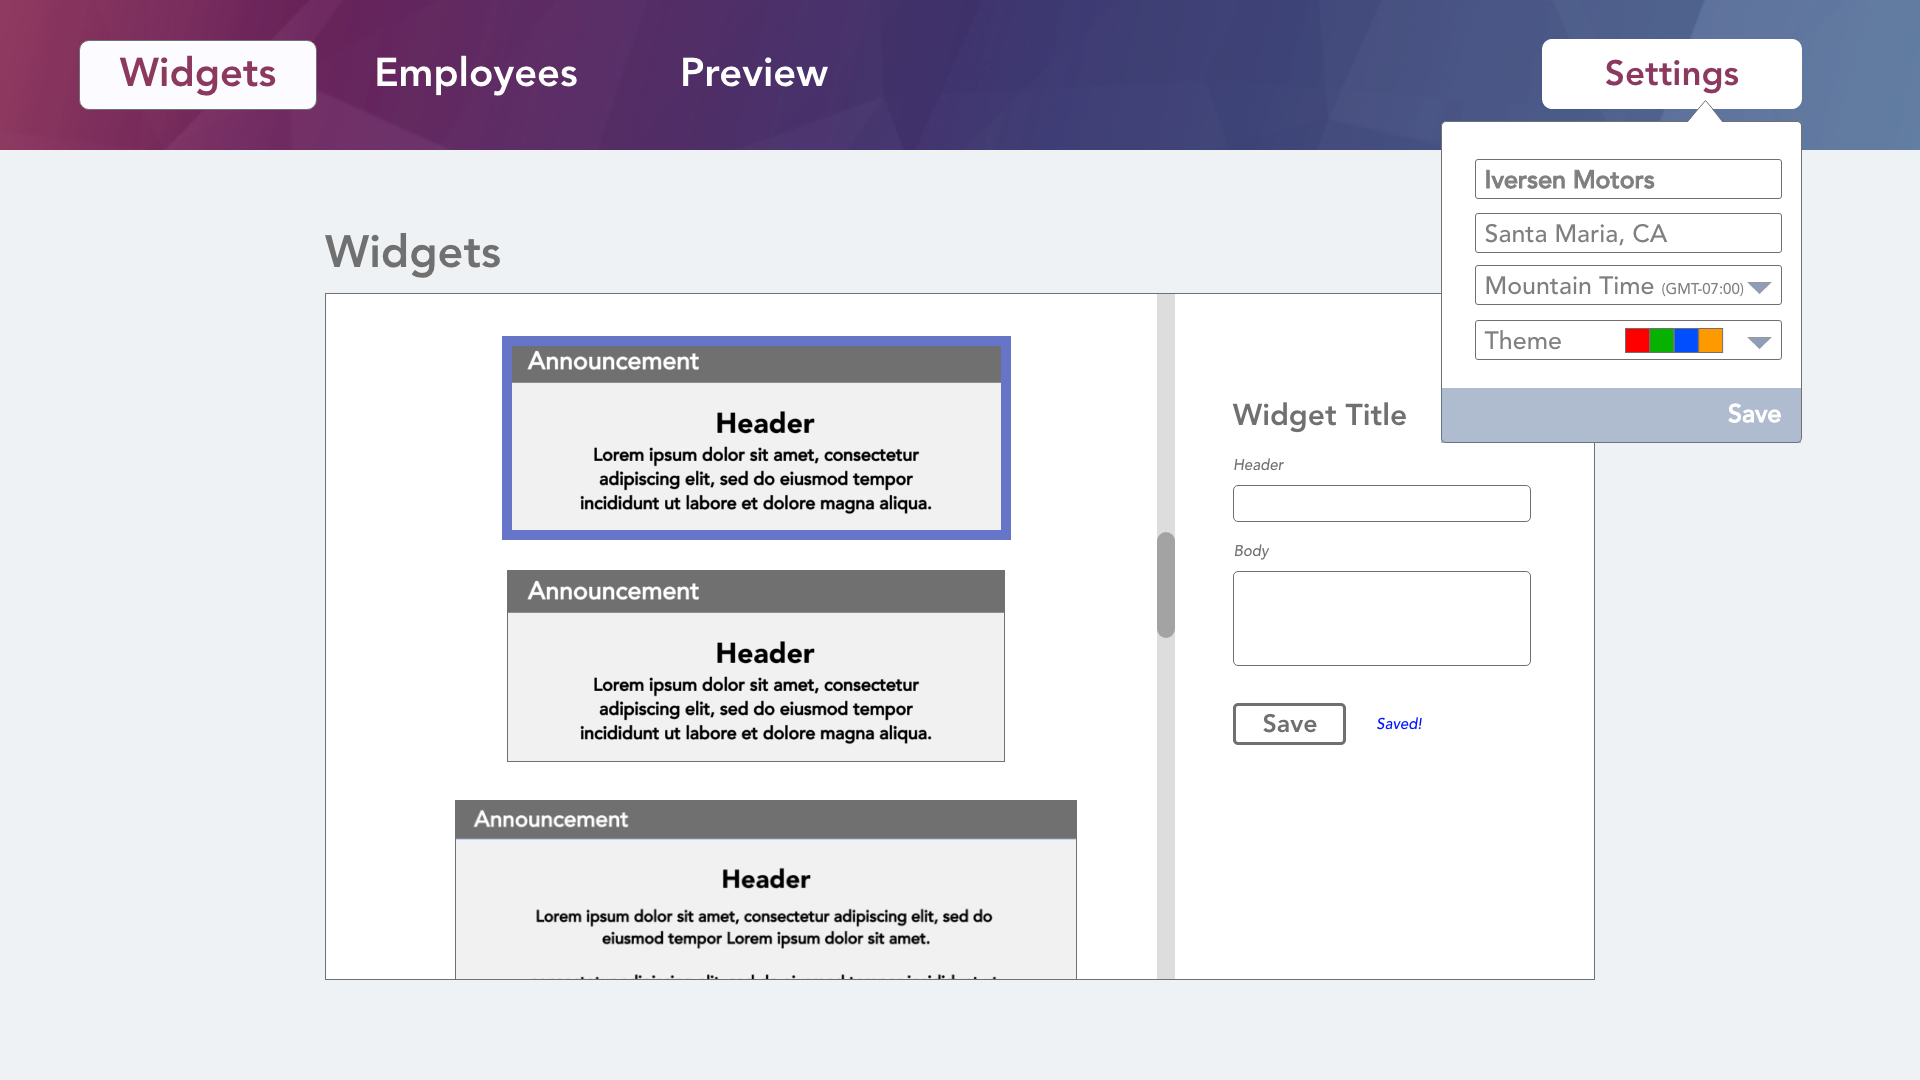 Widgets
Employees
Preview
Settings
Iversen Motors
Santa Maria, CA
Mountain Time (GMT-07:00)
Theme
Save
Widgets
Announcement
Header
Lorem ipsum dolor sit amet, consectetur
adipiscing elit, sed do eiusmod tempor
incididunt ut labore et dolore magna aliqua.
Announcement
Header
Lorem ipsum dolor sit amet, consectetur
adipiscing elit, sed do eiusmod tempor
incididunt ut labore et dolore magna aliqua.
Announcement
Header
Lorem ipsum dolor sit amet, consectetur adipiscing elit, sed do
eiusmod tempor Lorem ipsum dolor sit amet.
Widget Title
Header
Body
Save
Saved!